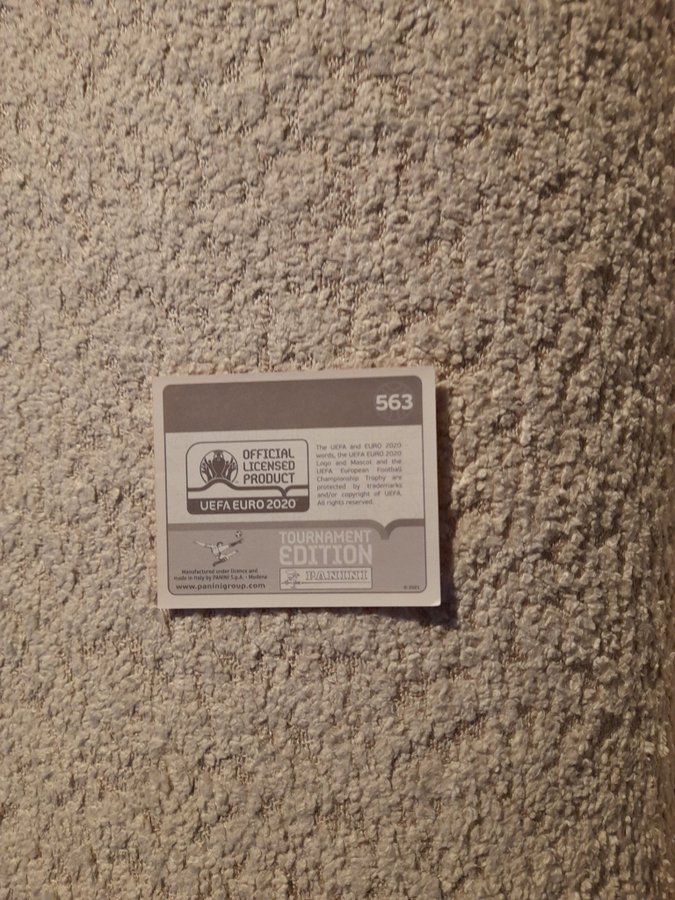 563
OFFICIAL
LICENSED
PRODUCT
UEFA EURO 2020
The UEFA and EURO 2020
words, the UEFA EURO 2020
Logo and Mascot and the
UEFA European Football
Championship Trophy are
protected by trademarks
and/or copyright of UEFA.
All rights reserved.
TOURNAMENT
EDITION
PANINI
Manufactured under licence and
made in Italy by PANINI S.p.A. - Modena
www.paninigroup.com
© 2021